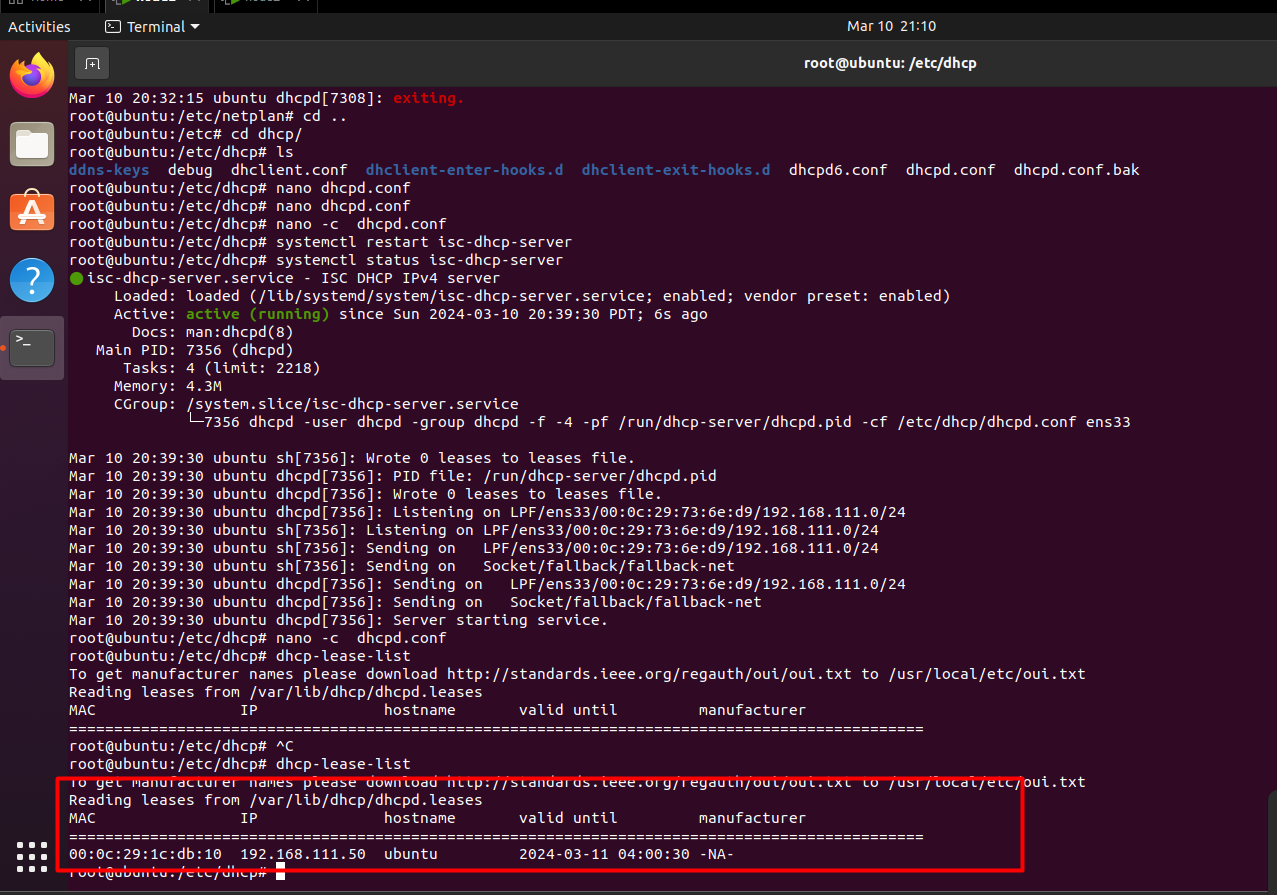 Activities
Terminal
Mar 10 21:10
root@ubuntu: /etc/dhcp
Mar 10 20:32:15 ubuntu dhcpd[7308]: exiting.
root@ubuntu:/etc/netplan# cd ..
root@ubuntu:/etc# cd dhcp/
root@ubuntu:/etc/dhcp# ls
ddns-keys  debug  dhclient.conf  dhclient-enter-hooks.d  dhclient-exit-hooks.d  dhcpd6.conf  dhcpd.conf  dhcpd.conf.bak
root@ubuntu:/etc/dhcp# nano dhcpd.conf
root@ubuntu:/etc/dhcp# nano dhcpd.conf
root@ubuntu:/etc/dhcp# nano -c  dhcpd.conf
root@ubuntu:/etc/dhcp# systemctl restart isc-dhcp-server
root@ubuntu:/etc/dhcp# systemctl status isc-dhcp-server
isc-dhcp-server.service - ISC DHCP IPv4 server
Loaded: loaded (/lib/systemd/system/isc-dhcp-server.service; enabled; vendor preset: enabled)
Active: active (running) since Sun 2024-03-10 20:39:30 PDT; 6s ago
Docs: man:dhcpd(8)
Main PID: 7356 (dhcpd)
Tasks: 4 (limit: 2218)
Memory: 4.3M
CGroup: /system.slice/isc-dhcp-server.service
└─7356 dhcpd -user dhcpd -group dhcpd -f -4 -pf /run/dhcp-server/dhcpd.pid -cf /etc/dhcp/dhcpd.conf ens33
Mar 10 20:39:30 ubuntu sh[7356]: Wrote 0 leases to leases file.
Mar 10 20:39:30 ubuntu dhcpd[7356]: PID file: /run/dhcp-server/dhcpd.pid
Mar 10 20:39:30 ubuntu dhcpd[7356]: Wrote 0 leases to leases file.
Mar 10 20:39:30 ubuntu dhcpd[7356]: Listening on LPF/ens33/00:0c:29:73:6e:d9/192.168.111.0/24
Mar 10 20:39:30 ubuntu sh[7356]: Listening on LPF/ens33/00:0c:29:73:6e:d9/192.168.111.0/24
Mar 10 20:39:30 ubuntu sh[7356]: Sending on   LPF/ens33/00:0c:29:73:6e:d9/192.168.111.0/24
Mar 10 20:39:30 ubuntu sh[7356]: Sending on   Socket/fallback/fallback-net
Mar 10 20:39:30 ubuntu dhcpd[7356]: Sending on   LPF/ens33/00:0c:29:73:6e:d9/192.168.111.0/24
Mar 10 20:39:30 ubuntu dhcpd[7356]: Sending on   Socket/fallback/fallback-net
Mar 10 20:39:30 ubuntu dhcpd[7356]: Server starting service.
root@ubuntu:/etc/dhcp# nano -c  dhcpd.conf
root@ubuntu:/etc/dhcp# dhcp-lease-list
To get manufacturer names please download http://standards.ieee.org/regauth/oui/oui.txt to /usr/local/etc/oui.txt
Reading leases from /var/lib/dhcp/dhcpd.leases
MAC                IP              hostname       valid until         manufacturer
===============================================================================================
root@ubuntu:/etc/dhcp# ^C
root@ubuntu:/etc/dhcp# dhcp-lease-list
To get manufacturer names please download http://standards.ieee.org/regauth/oui/oui.txt to /usr/local/etc/oui.txt
Reading leases from /var/lib/dhcp/dhcpd.leases
MAC                IP              hostname       valid until         manufacturer
===============================================================================================
00:0c:29:1c:db:10  192.168.111.50  ubuntu         2024-03-11 04:00:30 -NA-
root@ubuntu:/etc/dhcp#